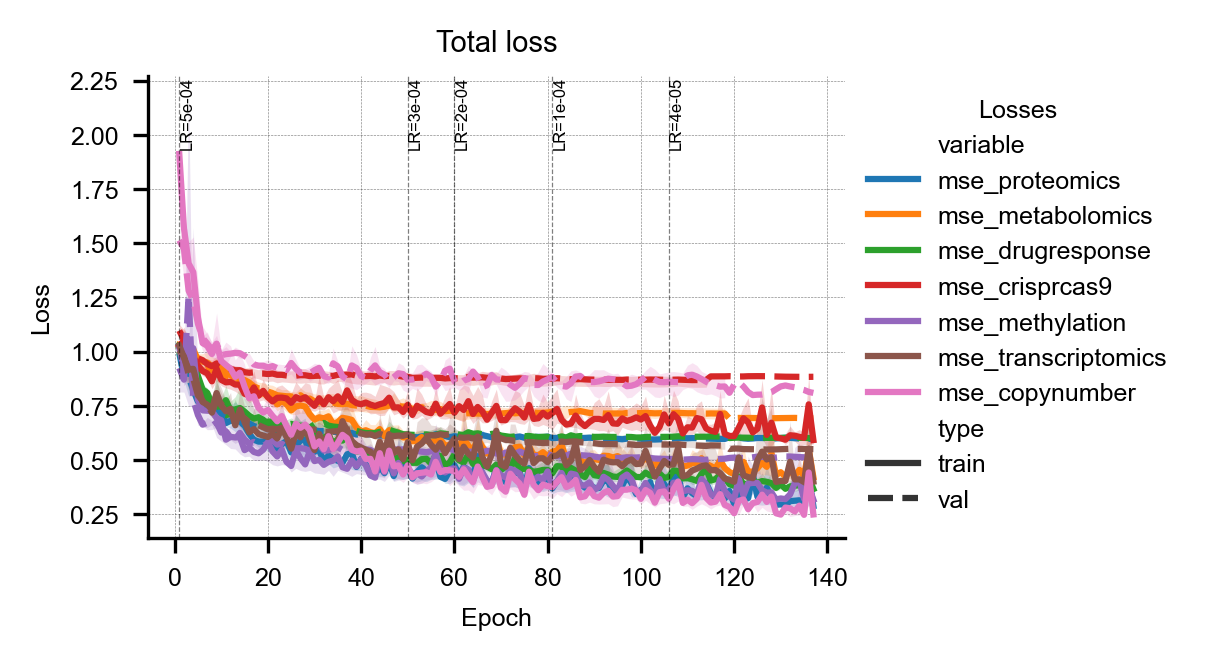 Total loss
2.25
2.00
1.75
1.50
1.25
1.00
0.75
0.50
0.25
Loss
LR=5e-04
LR=3e-04
LR=2e-04
LR=1e-04
LR=4e-05
0 20 40 60 80 100 120 140
Epoch
Losses
variable
mse_proteomics
mse_metabolomics
mse_drugresponse
mse_crisprcas9
mse_methylation
mse_transcriptomics
mse_copynumber
type
train
val